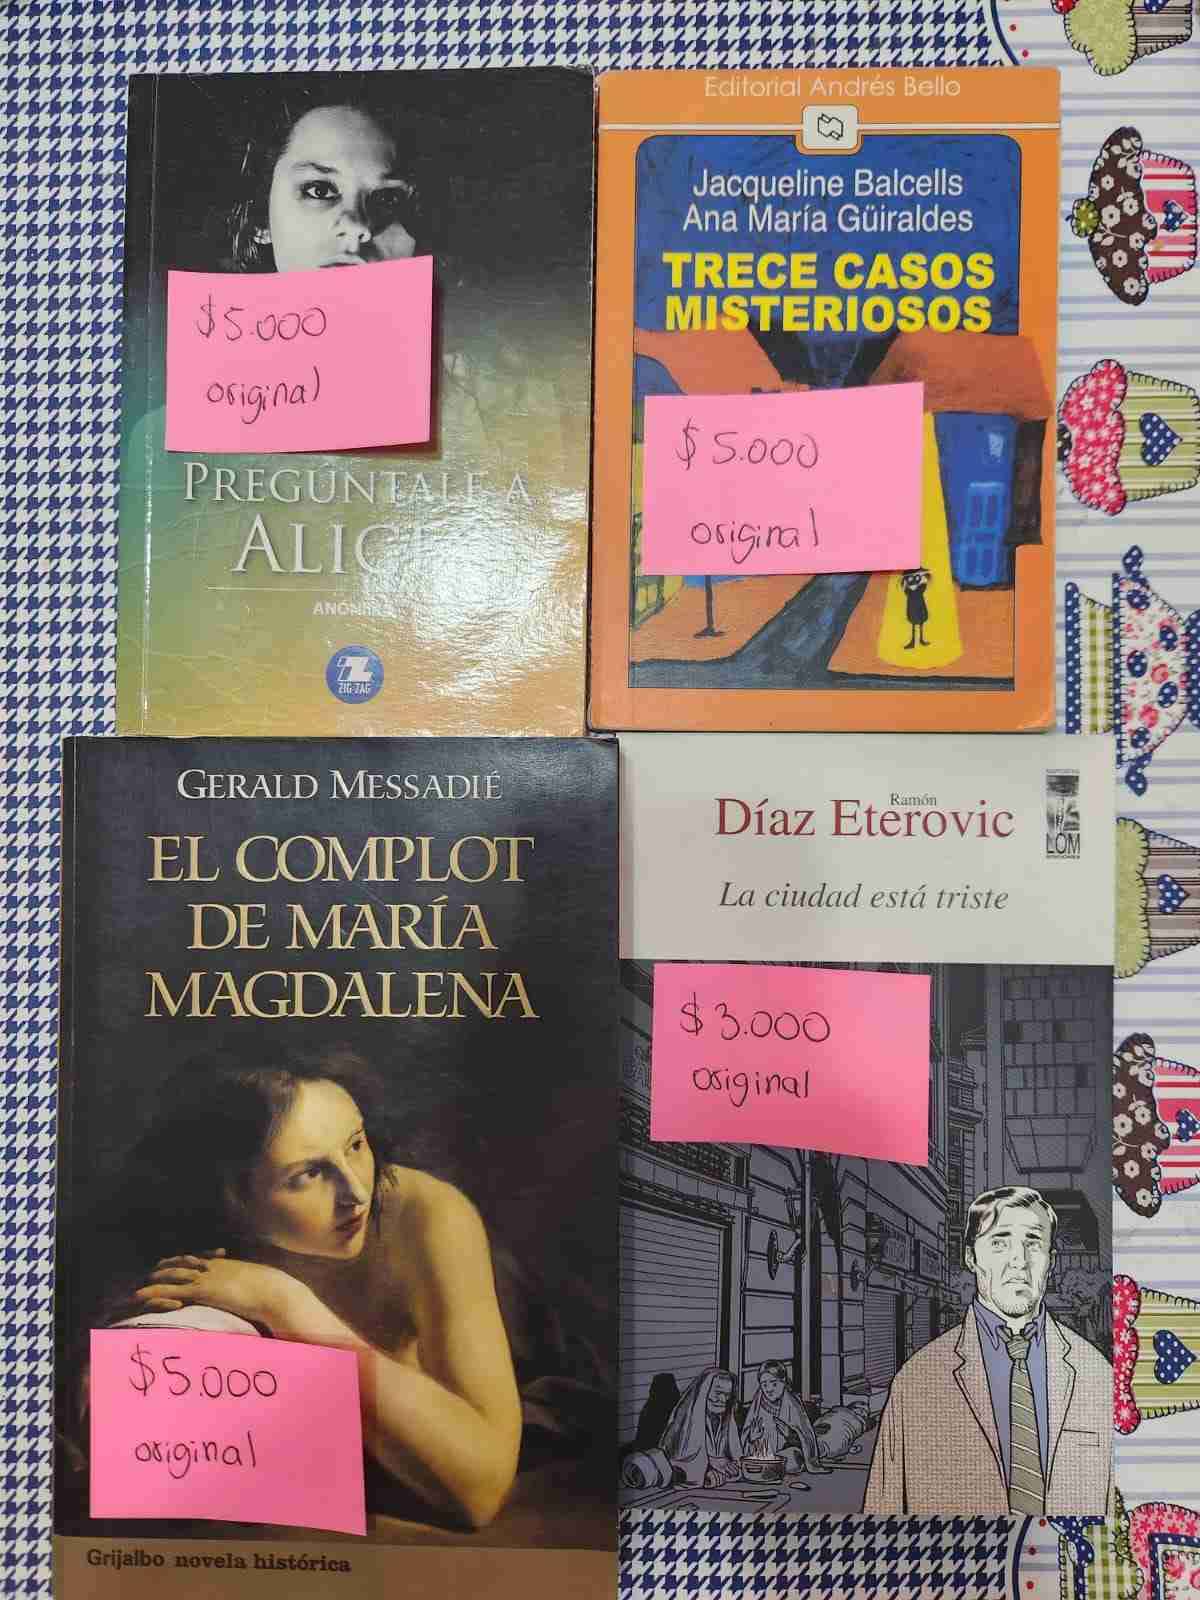 $5.000
original
PREGÚNTALE A
ZIG-ZAG
Editorial Andrés Bello
Jacqueline Balcells
Ana María Güiraldes
TRECE CASOS
MISTERIOSOS
$5.000
original
GERALD MESSADIÉ
EL COMPLOT
DE MARÍA
MAGDALENA
$5.000
original
Grijalbo novela histórica
Ramón
Díaz Eterovic
LOM
La ciudad está triste
$3.000
original